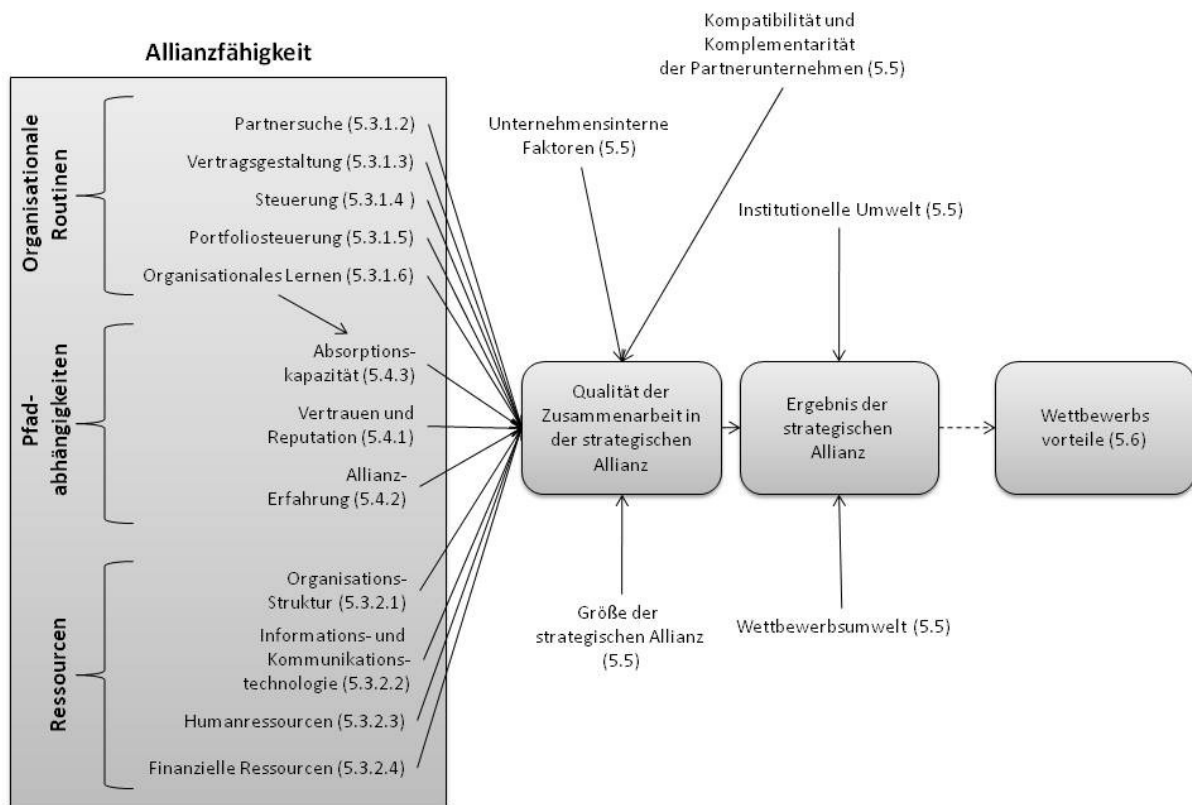 Allianzfähigkeit
Organisationale
Routinen
Partnersuche (5.3.1.2)
Vertragsgestaltung (5.3.1.3)
Steuerung (5.3.1.4 )
Portfoliosteuerung (5.3.1.5)
Organisationales Lernen (5.3.1.6)
Pfad-
abhängigkeiten
Absorptions-
kapazität (5.4.3)
Vertrauen und
Reputation (5.4.1)
Allianz-
Erfahrung (5.4.2)
Ressourcen
Organisations-
Struktur (5.3.2.1)
Informations- und
Kommunikations-
technologie (5.3.2.2)
Humanressourcen (5.3.2.3)
Finanzielle Ressourcen (5.3.2.4)
Unternehmensinterne
Faktoren (5.5)
Kompatibilität und
Komplementarität
der Partnerunternehmen (5.5)
Institutionelle Umwelt (5.5)
Qualität der
Zusammenarbeit in
der strategischen
Allianz
Ergebnis der
strategischen
Allianz
Wettbewerbs
vorteile (5.6)
Größe der
strategischen Allianz
(5.5)
Wettbewerbsumwelt (5.5)